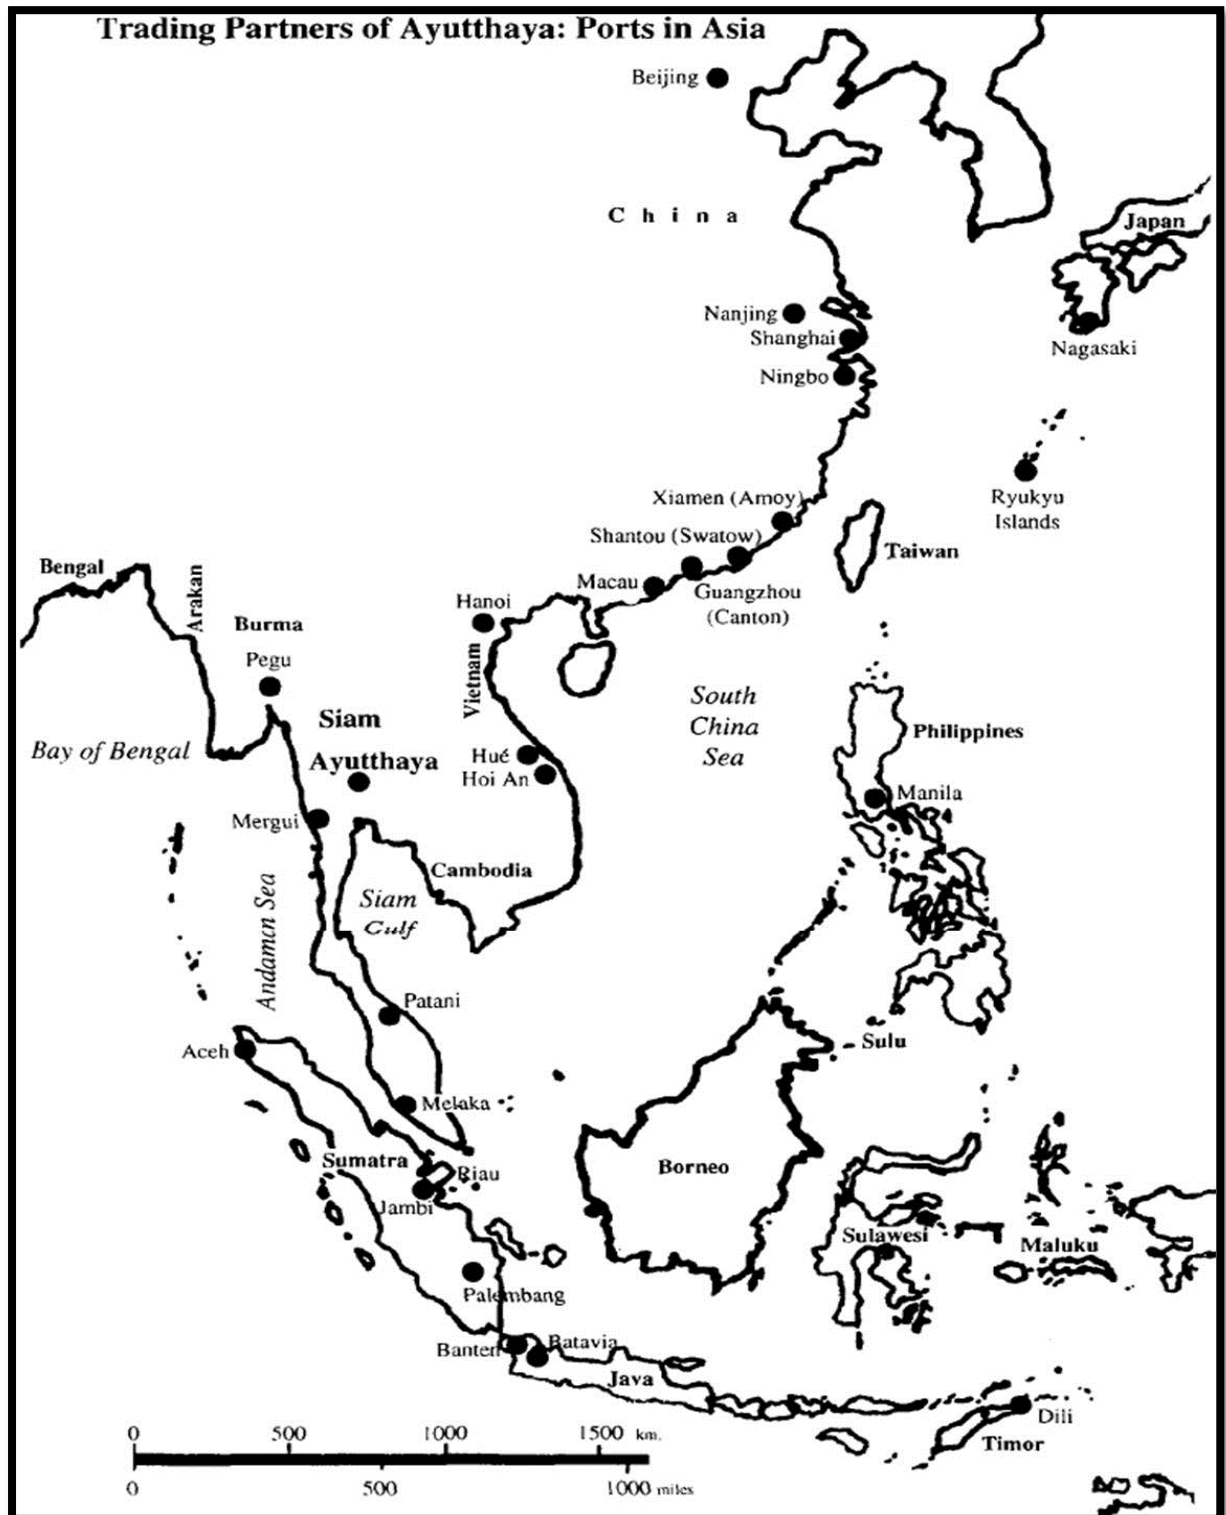 Trading Partners of Ayutthaya: Ports in Asia
Beijing
China
Japan
Nanjing
Shanghai
Nagasaki
Ningbo
Xiamen (Amoy)
Ryukyu
Islands
Shantou (Swatow)
Taiwan
Bengal
Arakan
Macau
Guangzhou
(Canton)
Hanoi
Burma
Pegu
Vietnam
South
China
Sea
Siam
Philippines
Bay of Bengal
Ayutthaya
Hué
Hoi An
Manila
Mergui
Cambodia
Siam
Gulf
Andaman Sea
Patani
Sulu
Aceh
Melaka
Sumatra
Riau
Borneo
Jambi
Sulawesi
Maluku
Palembang
Banten
Batavia
Java
Dili
Timor
0 500 1000 1500 km.
0 500 1000 miles